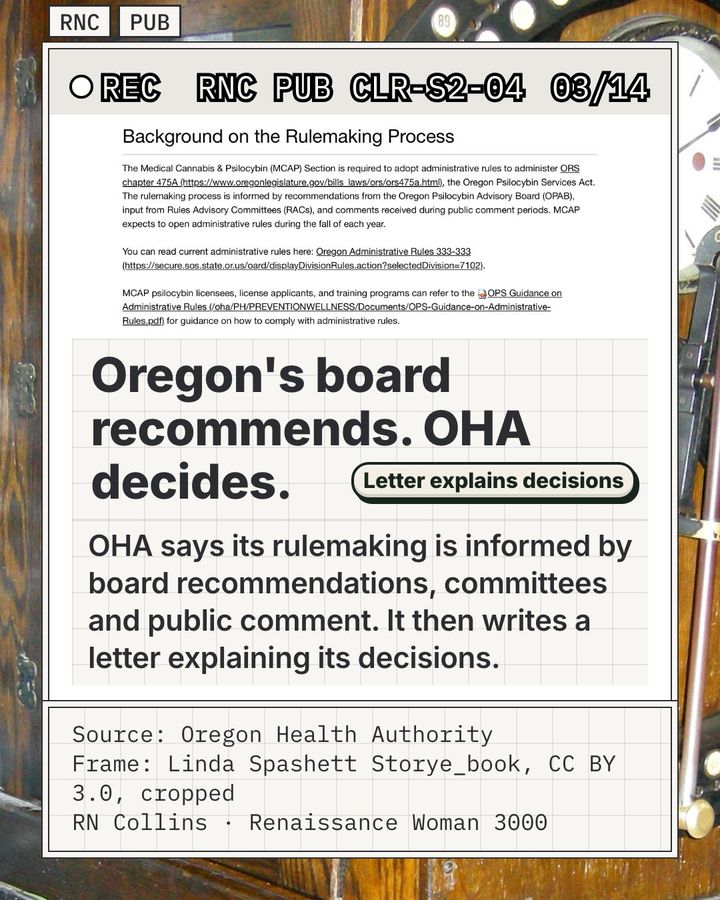 RNC PUB
REC RNC PUB CLR-S2-04 03/14
Background on the Rulemaking Process
The Medical Cannabis & Psilocybin (MCAP) Section is required to adopt administrative rules to administer ORS
chapter 475A (https://www.oregonlegislature.gov/bills_laws/ors/ors475a.html), the Oregon Psilocybin Services Act.
The rulemaking process is informed by recommendations from the Oregon Psilocybin Advisory Board (OPAB),
input from Rules Advisory Committees (RACs), and comments received during public comment periods. MCAP
expects to open administrative rules during the fall of each year.
You can read current administrative rules here: Oregon Administrative Rules 333-333
(https://secure.sos.state.or.us/oard/displayDivisionRules.action?selectedDivision=7102).
MCAP psilocybin licensees, license applicants, and training programs can refer to the OPS Guidance on
Administrative Rules (/oha/PH/PREVENTIONWELLNESS/Documents/OPS-Guidance-on-Administrative-
Rules.pdf) for guidance on how to comply with administrative rules.
Oregon's board
recommends. OHA
decides.
Letter explains decisions
OHA says its rulemaking is informed by
board recommendations, committees
and public comment. It then writes a
letter explaining its decisions.
Source: Oregon Health Authority
Frame: Linda Spashett Storye_book, CC BY
3.0, cropped
RN Collins · Renaissance Woman 3000
89